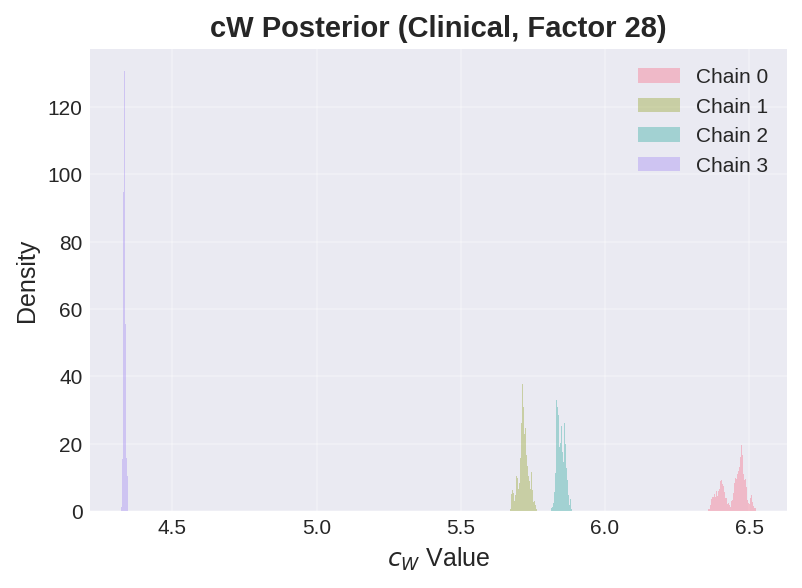 cW Posterior (Clinical, Factor 28)
Chain 0
Chain 1
Chain 2
Chain 3
Density
120
100
80
60
40
20
0
4.5 5.0 5.5 6.0 6.5
c_W Value